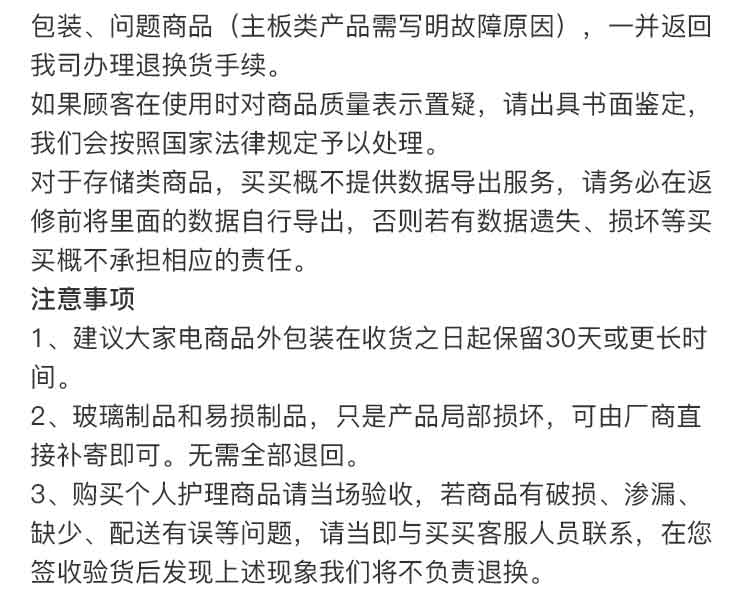 包装、问题商品（主板类产品需写明故障原因），一并返回
我司办理退换货手续。
如果顾客在使用时对商品质量表示置疑，请出具书面鉴定，
我们会按照国家法律规定予以处理。
对于存储类商品，买买概不提供数据导出服务，请务必在返
修前将里面的数据自行导出，否则若有数据遗失、损坏等买
买概不承担相应的责任。
注意事项
1、建议大家电商品外包装在收货之日起保留30天或更长时
间。
2、玻璃制品和易损制品，只是产品局部损坏，可由厂商直
接补寄即可。无需全部退回。
3、购买个人护理商品请当场验收，若商品有破损、渗漏、
缺少、配送有误等问题，请当即与买买客服人员联系，在您
签收验货后发现上述现象我们将不负责退换。